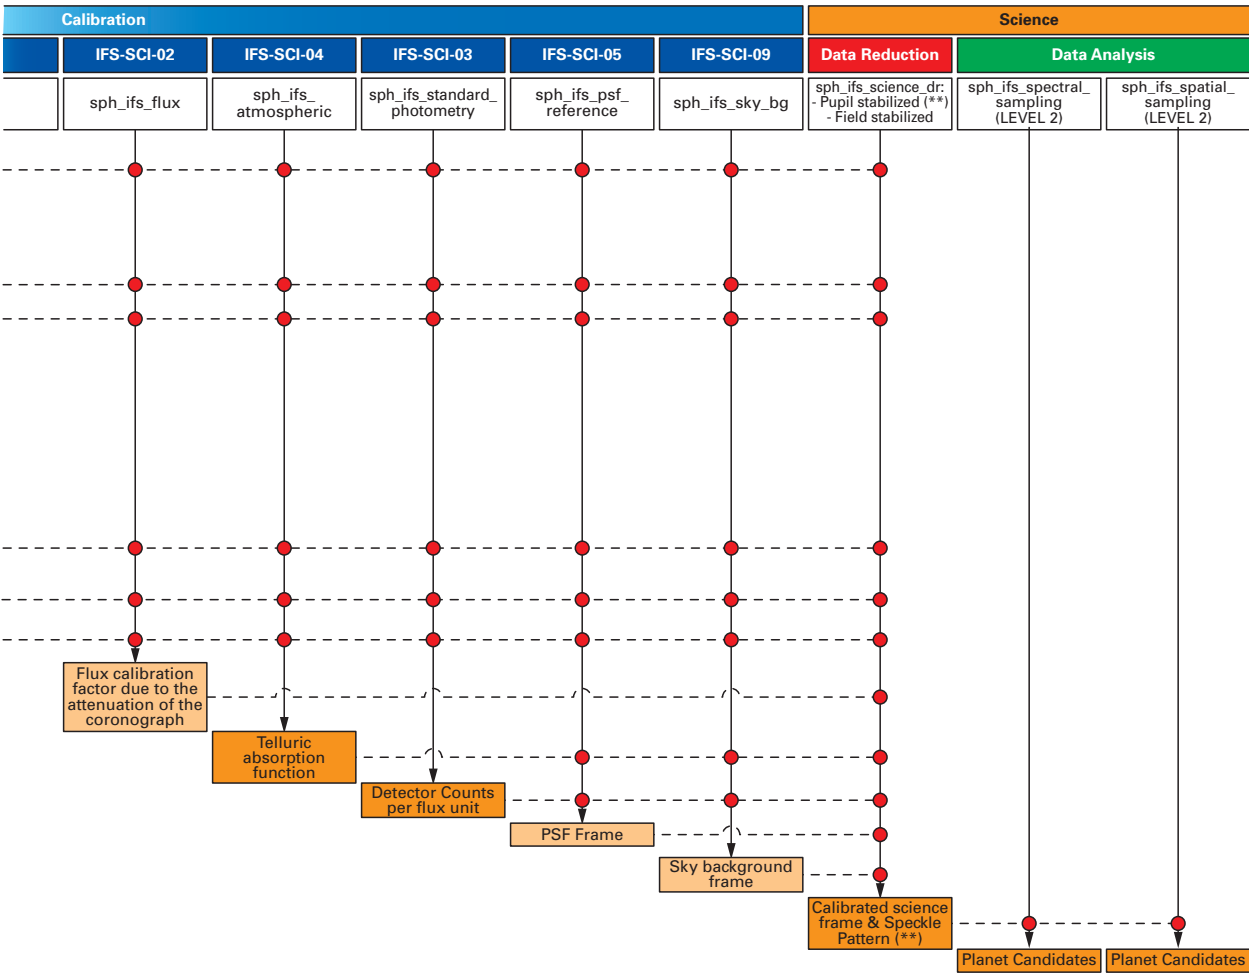 Calibration
Science
IFS-SCI-02
IFS-SCI-04
IFS-SCI-03
IFS-SCI-05
IFS-SCI-09
Data Reduction
Data Analysis
sph_ifs_flux
sph_ifs_
atmospheric
sph_ifs_standard_
photometry
sph_ifs_psf_
reference
sph_ifs_sky_bg
sph_ifs_science_dr:
- Pupil stabilized (**)
- Field stabilized
sph_ifs_spectral_
sampling
(LEVEL 2)
sph_ifs_spatial_
sampling
(LEVEL 2)
Flux calibration
factor due to the
attenuation of the
coronograph
Telluric
absorption
function
Detector Counts
per flux unit
PSF Frame
Sky background
frame
Calibrated science
frame & Speckle
Pattern (**)
Planet Candidates
Planet Candidates